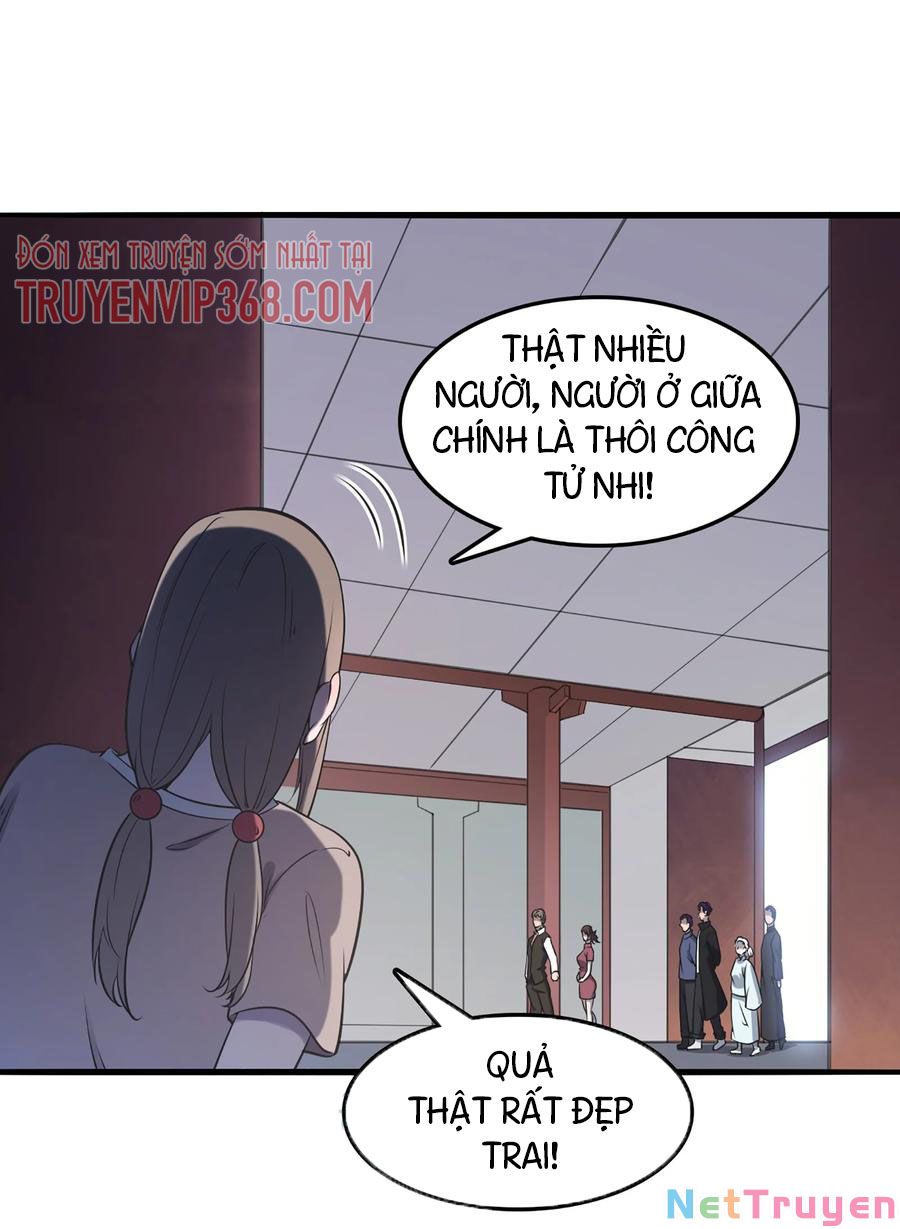 ĐÓN XEM TRUYỆN SỚM NHẤT TẠI
TRUYENVIP368.COM
THẬT NHIỀU
NGƯỜI, NGƯỜI Ở GIỮA
CHÍNH LÀ THÔI CÔNG
TỬ NHI!
QUẢ
THẬT RẤT ĐẸP
TRAI!
NetTruyen